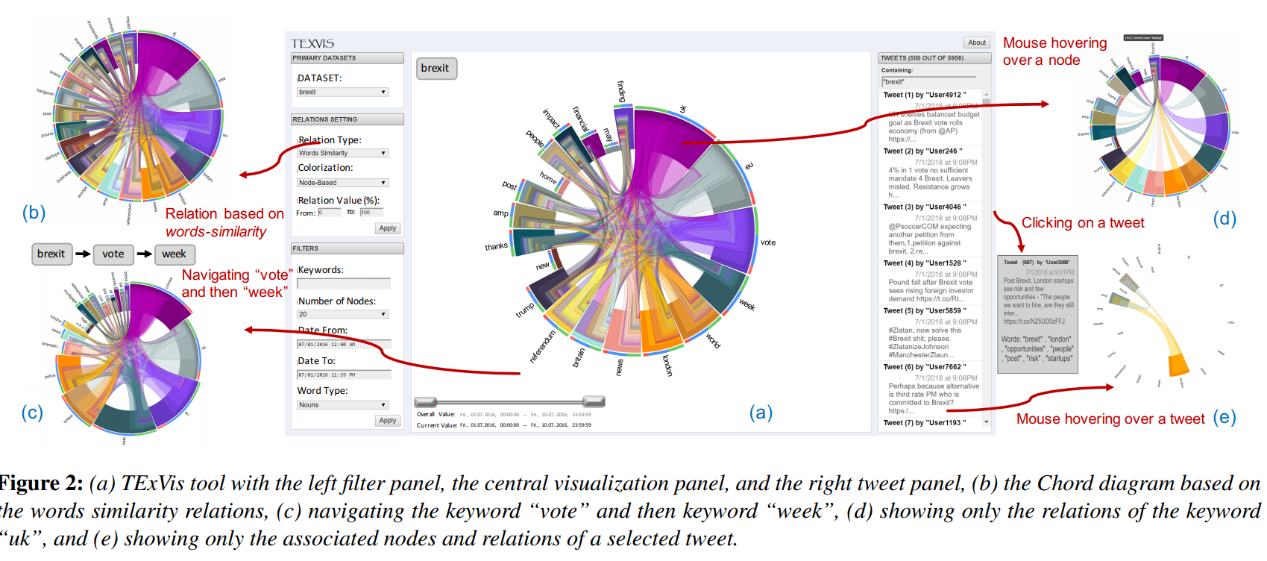 TEXVIS
About
PRIMARY DATASETS
DATASET:
brexit
RELATIONS SETTING
Relation Type:
Words Similarity
Colorization:
Node-Based
Relation Value (%):
From: 0 TO: 100
Apply
FILTERS
Keywords:
Number of Nodes:
20
Date From:
07/01/2016 12:00 AM
Date To:
07/01/2016 11:59 PM
Word Type:
Nouns
Apply
brexit
finding
uk
eu
vote
week
world
london
news
britain
referendum
trump
new
thanks
amp
post
home
people
impact
financial
may
Overall Value: Fri, 01.07.2016, 00:00:00 — Fri, 10.07.2016, 23:59:59
Current Value: Fri, 01.07.2016, 00:00:00 — Fri, 10.07.2016, 23:59:59
(a)
TWEETS (500 OUT OF 5956)
Containing:
"brexit"
Tweet (1) by "User4912 "
7/1/2016 at 9:08PM
UK shelves balanced budget
goal as Brexit vote roils
economy (from @AP)
https://...
Tweet (2) by "User246 "
7/1/2016 at 9:08PM
4% in 1 vote no sufficient
mandate 4 Brexit. Leavers
misled. Resistance grows
h...
Tweet (3) by "User4046 "
7/1/2016 at 9:08PM
@PsoccerCOM expecting
another petition from
them,1,petition against
brexit, 2,re...
Tweet (4) by "User1528 "
7/1/2016 at 9:08PM
Pound fall after Brexit vote
sees rising foreign investor
demand https://t.co/Rt...
Tweet (5) by "User5859 "
7/1/2016 at 9:08PM
#Zlatan, now solve this
#Brexit shit, please.
#ZlatanizeJohnson
#ManchesterZlaun...
Tweet (6) by "User7662 "
7/1/2016 at 9:08PM
Perhaps because alternative
is third rate PM who is
committed to Brexit?
https:/...
Tweet (7) by "User1193 "
(b)
Relation based on
words-similarity
brexit vote week
Navigating “vote”
and then “week”
(c)
Mouse hovering
over a node
(d)
Clicking on a tweet
Tweet (687) by "User3988"
7/1/2016 at 9:01PM
Post Brexit, London startups
see risk and few
opportunities - "The people
we want to hire, are they still
inter...
Words: "brexit" , "london"
, "opportunities" , "people"
, "post" , "risk" , "startups"
Mouse hovering over a tweet
(e)
Figure 2: (a) TExVis tool with the left filter panel, the central visualization panel, and the right tweet panel, (b) the Chord diagram based on
the words similarity relations, (c) navigating the keyword “vote” and then keyword “week”, (d) showing only the relations of the keyword
“uk”, and (e) showing only the associated nodes and relations of a selected tweet.